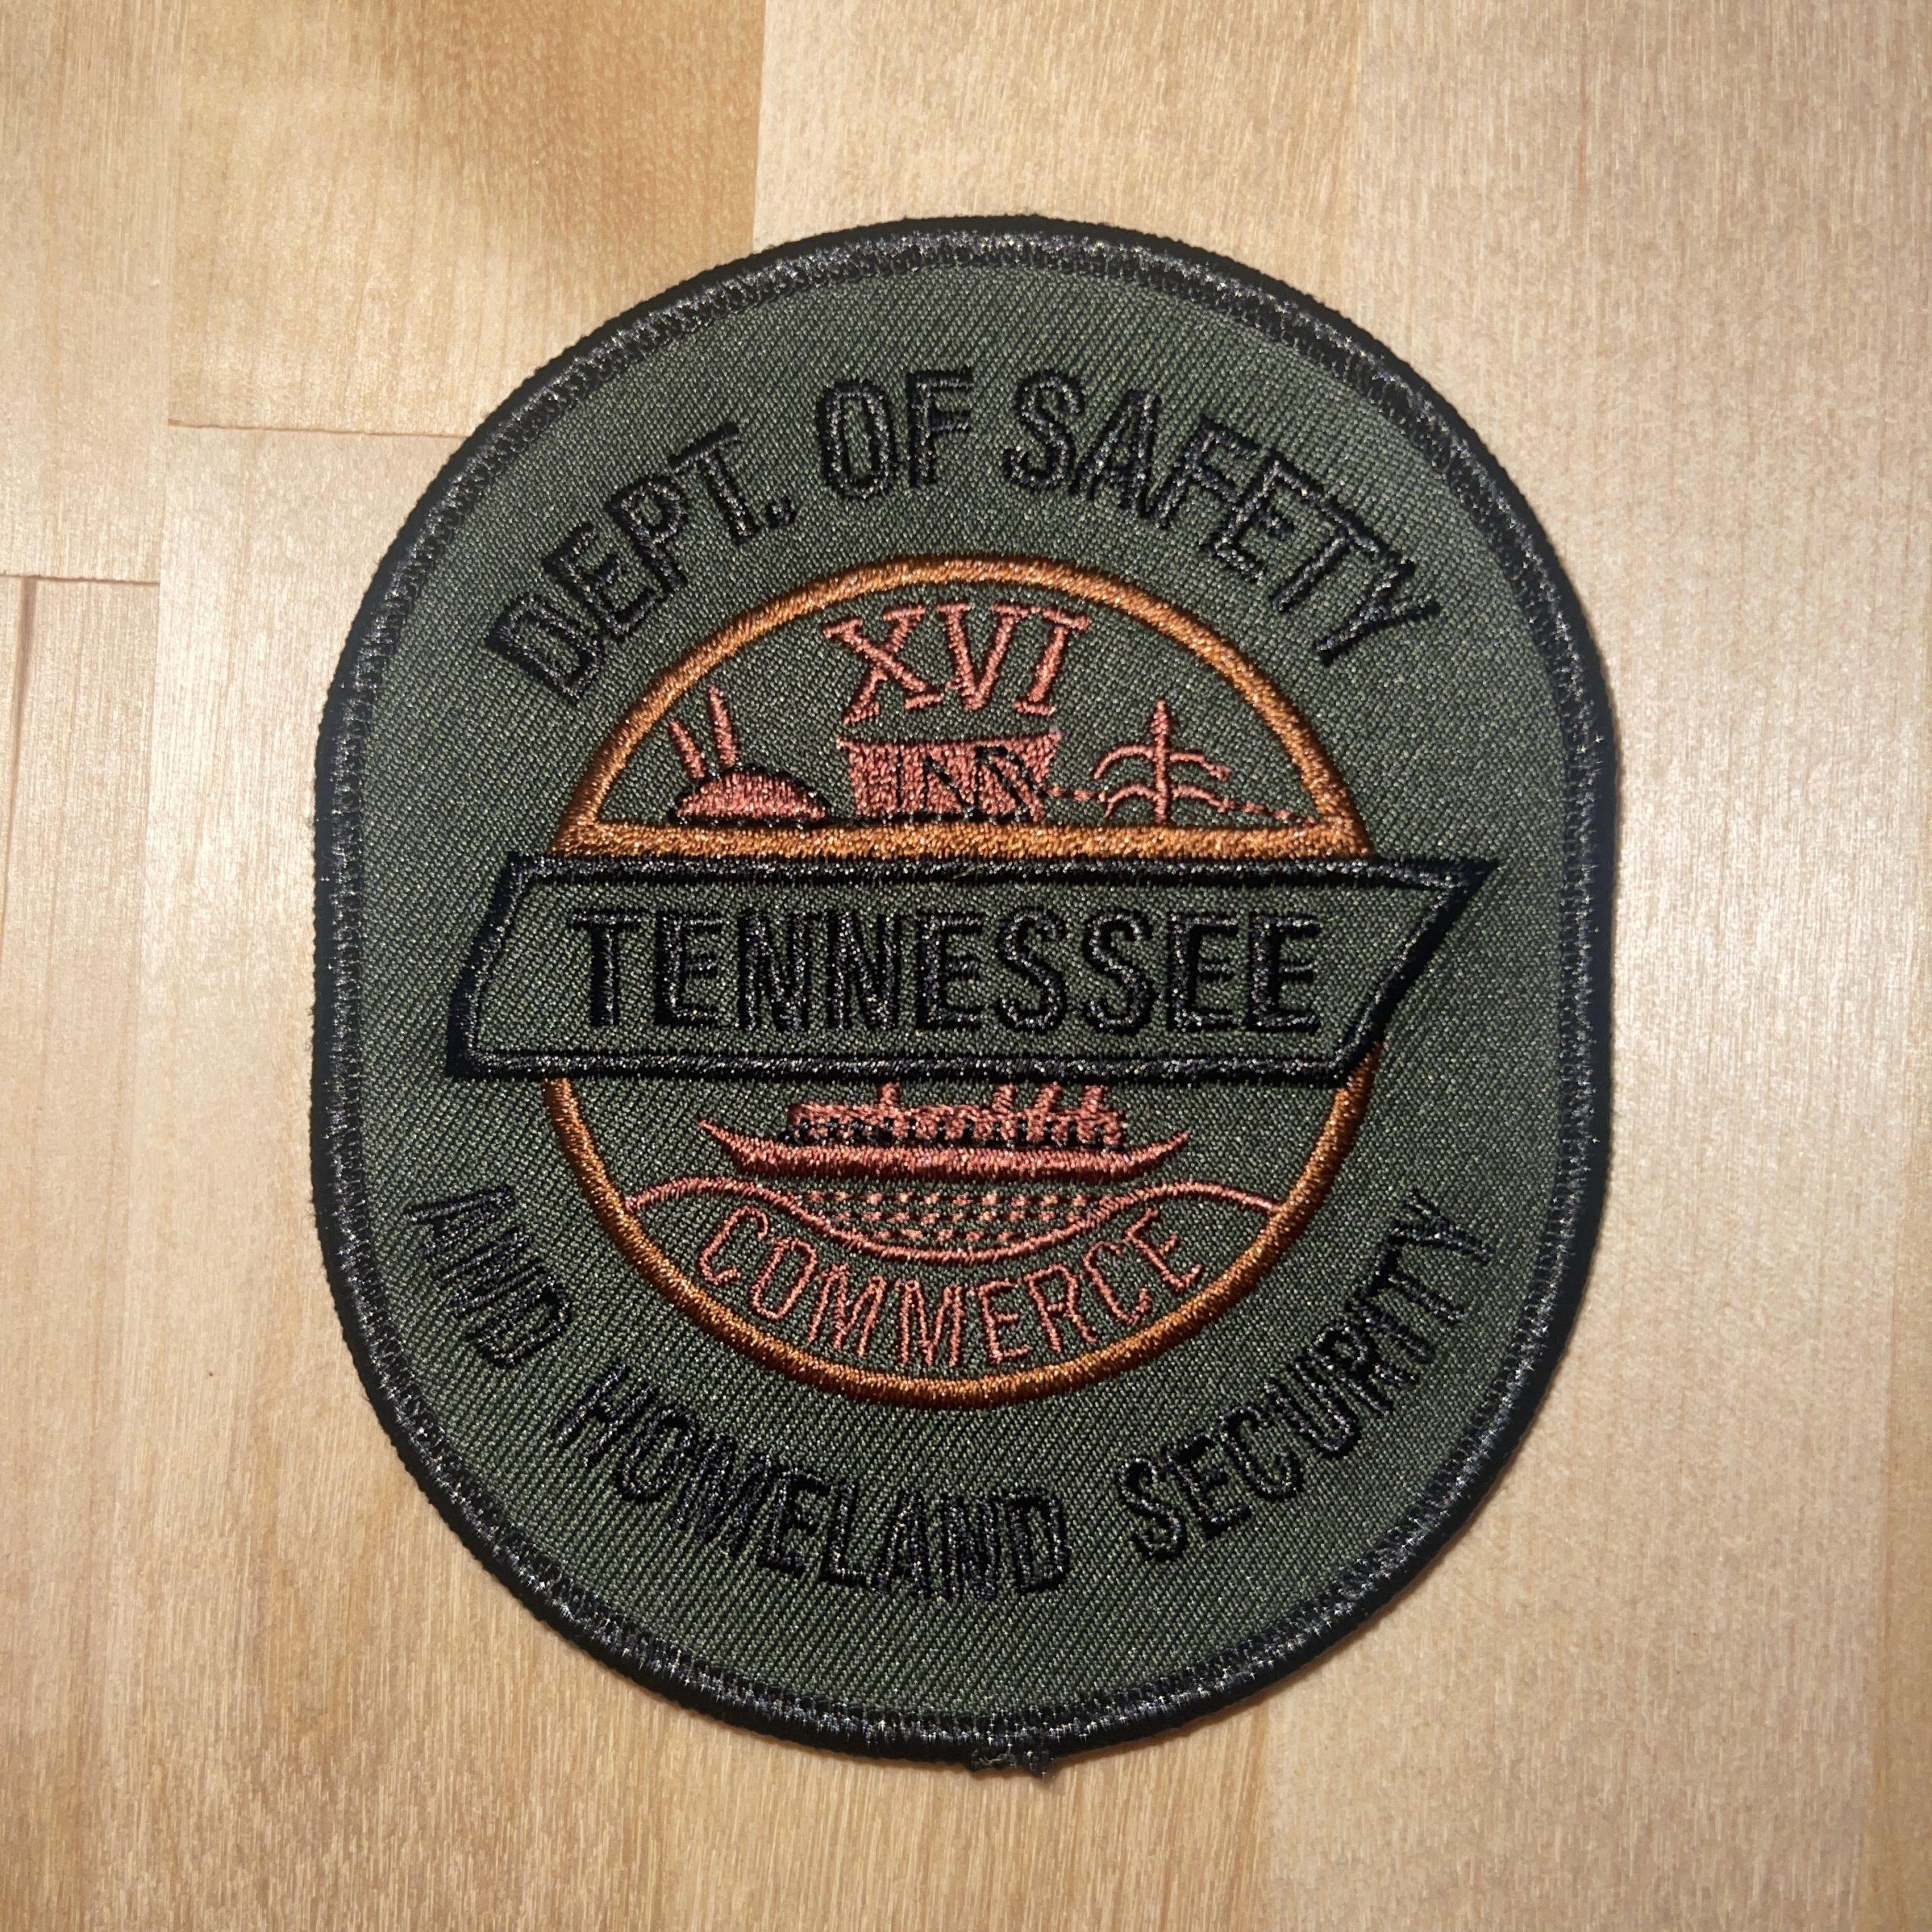 DEPT. OF SAFETY
XVI
TENNESSEE
COMMERCE
AND HOMELAND SECURITY